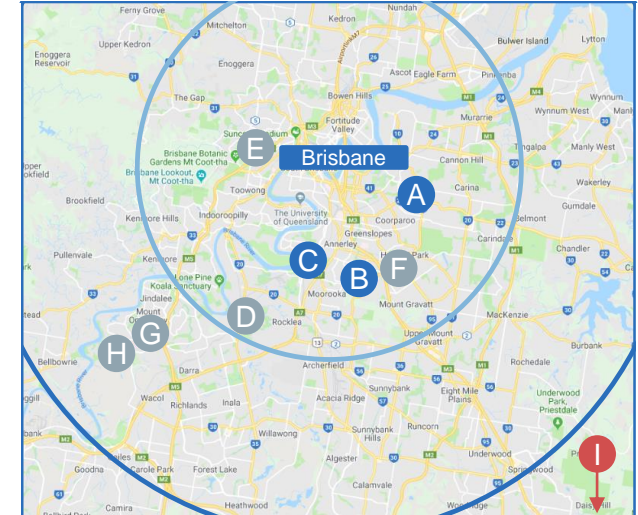 Ferny Grove
Nundah
Mitchelton
Kedron
Upper Kedron
Bulwer Island
Lytton
Enoggera
Reservoir
Enoggera
AirportlinkM7
Ascot
Eagle Farm
Pinkenba
The Gap
Bowen Hills
Wynnum
Fortitude
Valley
Murarrie
Wynnum West
Manly
E
Brisbane
Brisbane Botanic
Gardens Mt Coot-tha
Cannon Hill
Tingalpa
Manly West
Brisbane Lookout,
Mt Coot-tha
Toowong
A
Carina
Wakerley
Brookfield
The University
of Queensland
Coorparoo
Gumdale
Kenmore Hills
Indooroopilly
Greenslopes
Belmont
Annerley
Carindale
Chandler
Pullenvale
Kenmore
C
B
F
Lone Pine
Koala Sanctuary
Moorooka
Mount Gravatt
Jindalee
D
Rocklea
MacKenzie
Mount
G
Upper Mount
Gravatt
Burbank
H
Bellbowrie
Darra
Archerfield
Rochedale
Wacol
Richlands
Inala
Acacia Ridge
Sunnybank
Eight Mile
Plains
Underwood
Park,
Priestdale
Willawong
Sunnybank
Hills
Runcorn
I
Goodna
Carole Park
Forest Lake
Algester
Underwood
Calamvale
Camira
Heathwood